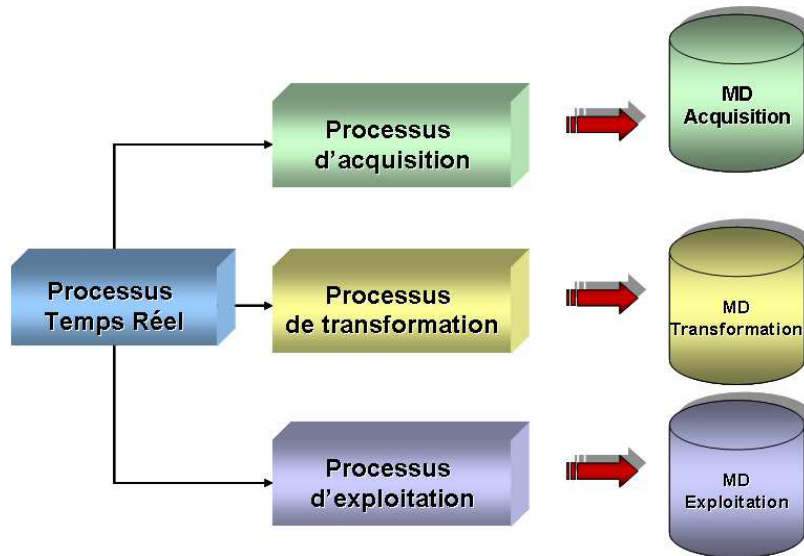 Processus
d'acquisition
MD
Acquisition
Processus
Temps Réel
Processus
de transformation
MD
Transformation
Processus
d'exploitation
MD
Exploitation